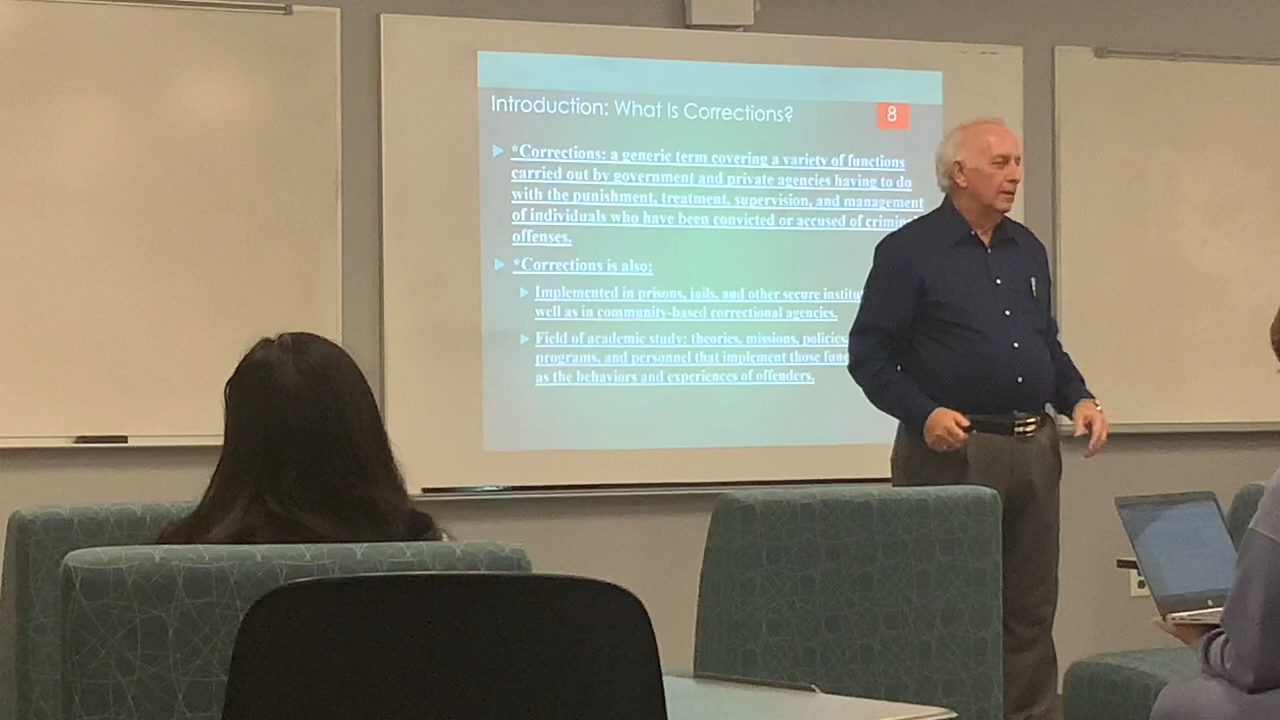 Introduction: What Is Corrections?
8
*Corrections: a generic term covering a variety of functions
carried out by government and private agencies having to do
with the punishment, treatment, supervision, and management
of individuals who have been convicted or accused of
offenses.
*Corrections is also:
Implemented in prisons, jails, and other secure
well as in community-based correctional agencies.
Field of academic study: theories, missions, policies,
programs, and personnel that implement those
as the behaviors and experiences of offenders.